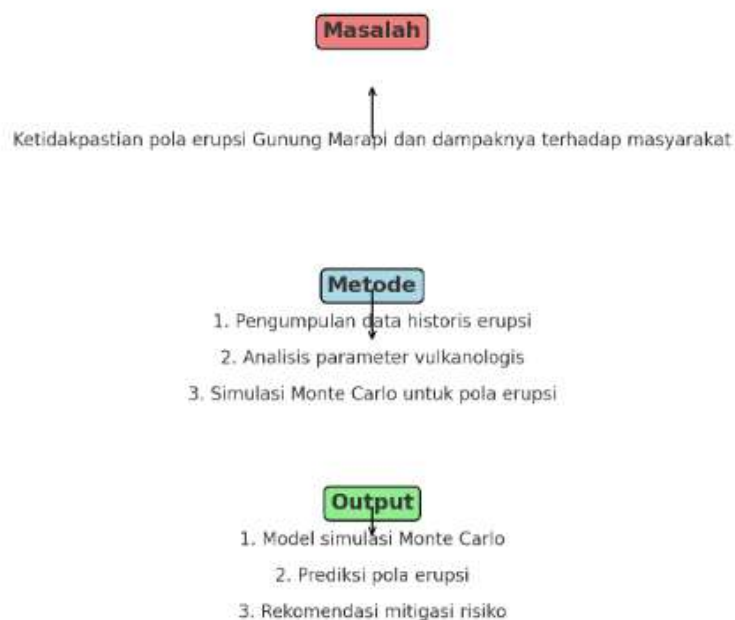 Masalah
Ketidakpastian pola erupsi Gunung Marapi dan dampaknya terhadap masyarakat
Metode
1. Pengumpulan data historis erupsi
2. Analisis parameter vulkanologis
3. Simulasi Monte Carlo untuk pola erupsi
Output
1. Model simulasi Monte Carlo
2. Prediksi pola erupsi
3. Rekomendasi mitigasi risiko